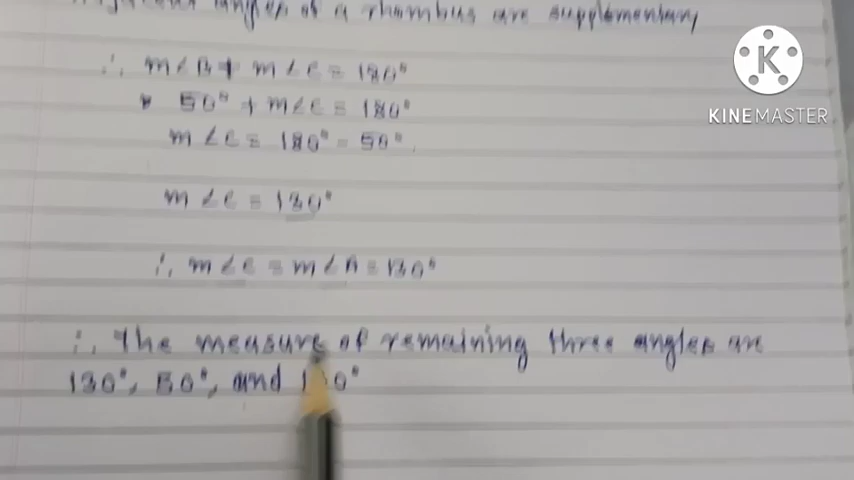 angles of a rhombus are supplementary
∴ m∠B + m∠C = 180°
50° + m∠C = 180°
m∠C = 180° - 50°
m∠C = 130°
∴ m∠C = m∠A = 130°
∴ The measure of remaining three angles are
130°, 50°, and 130°
K
KINEMASTER